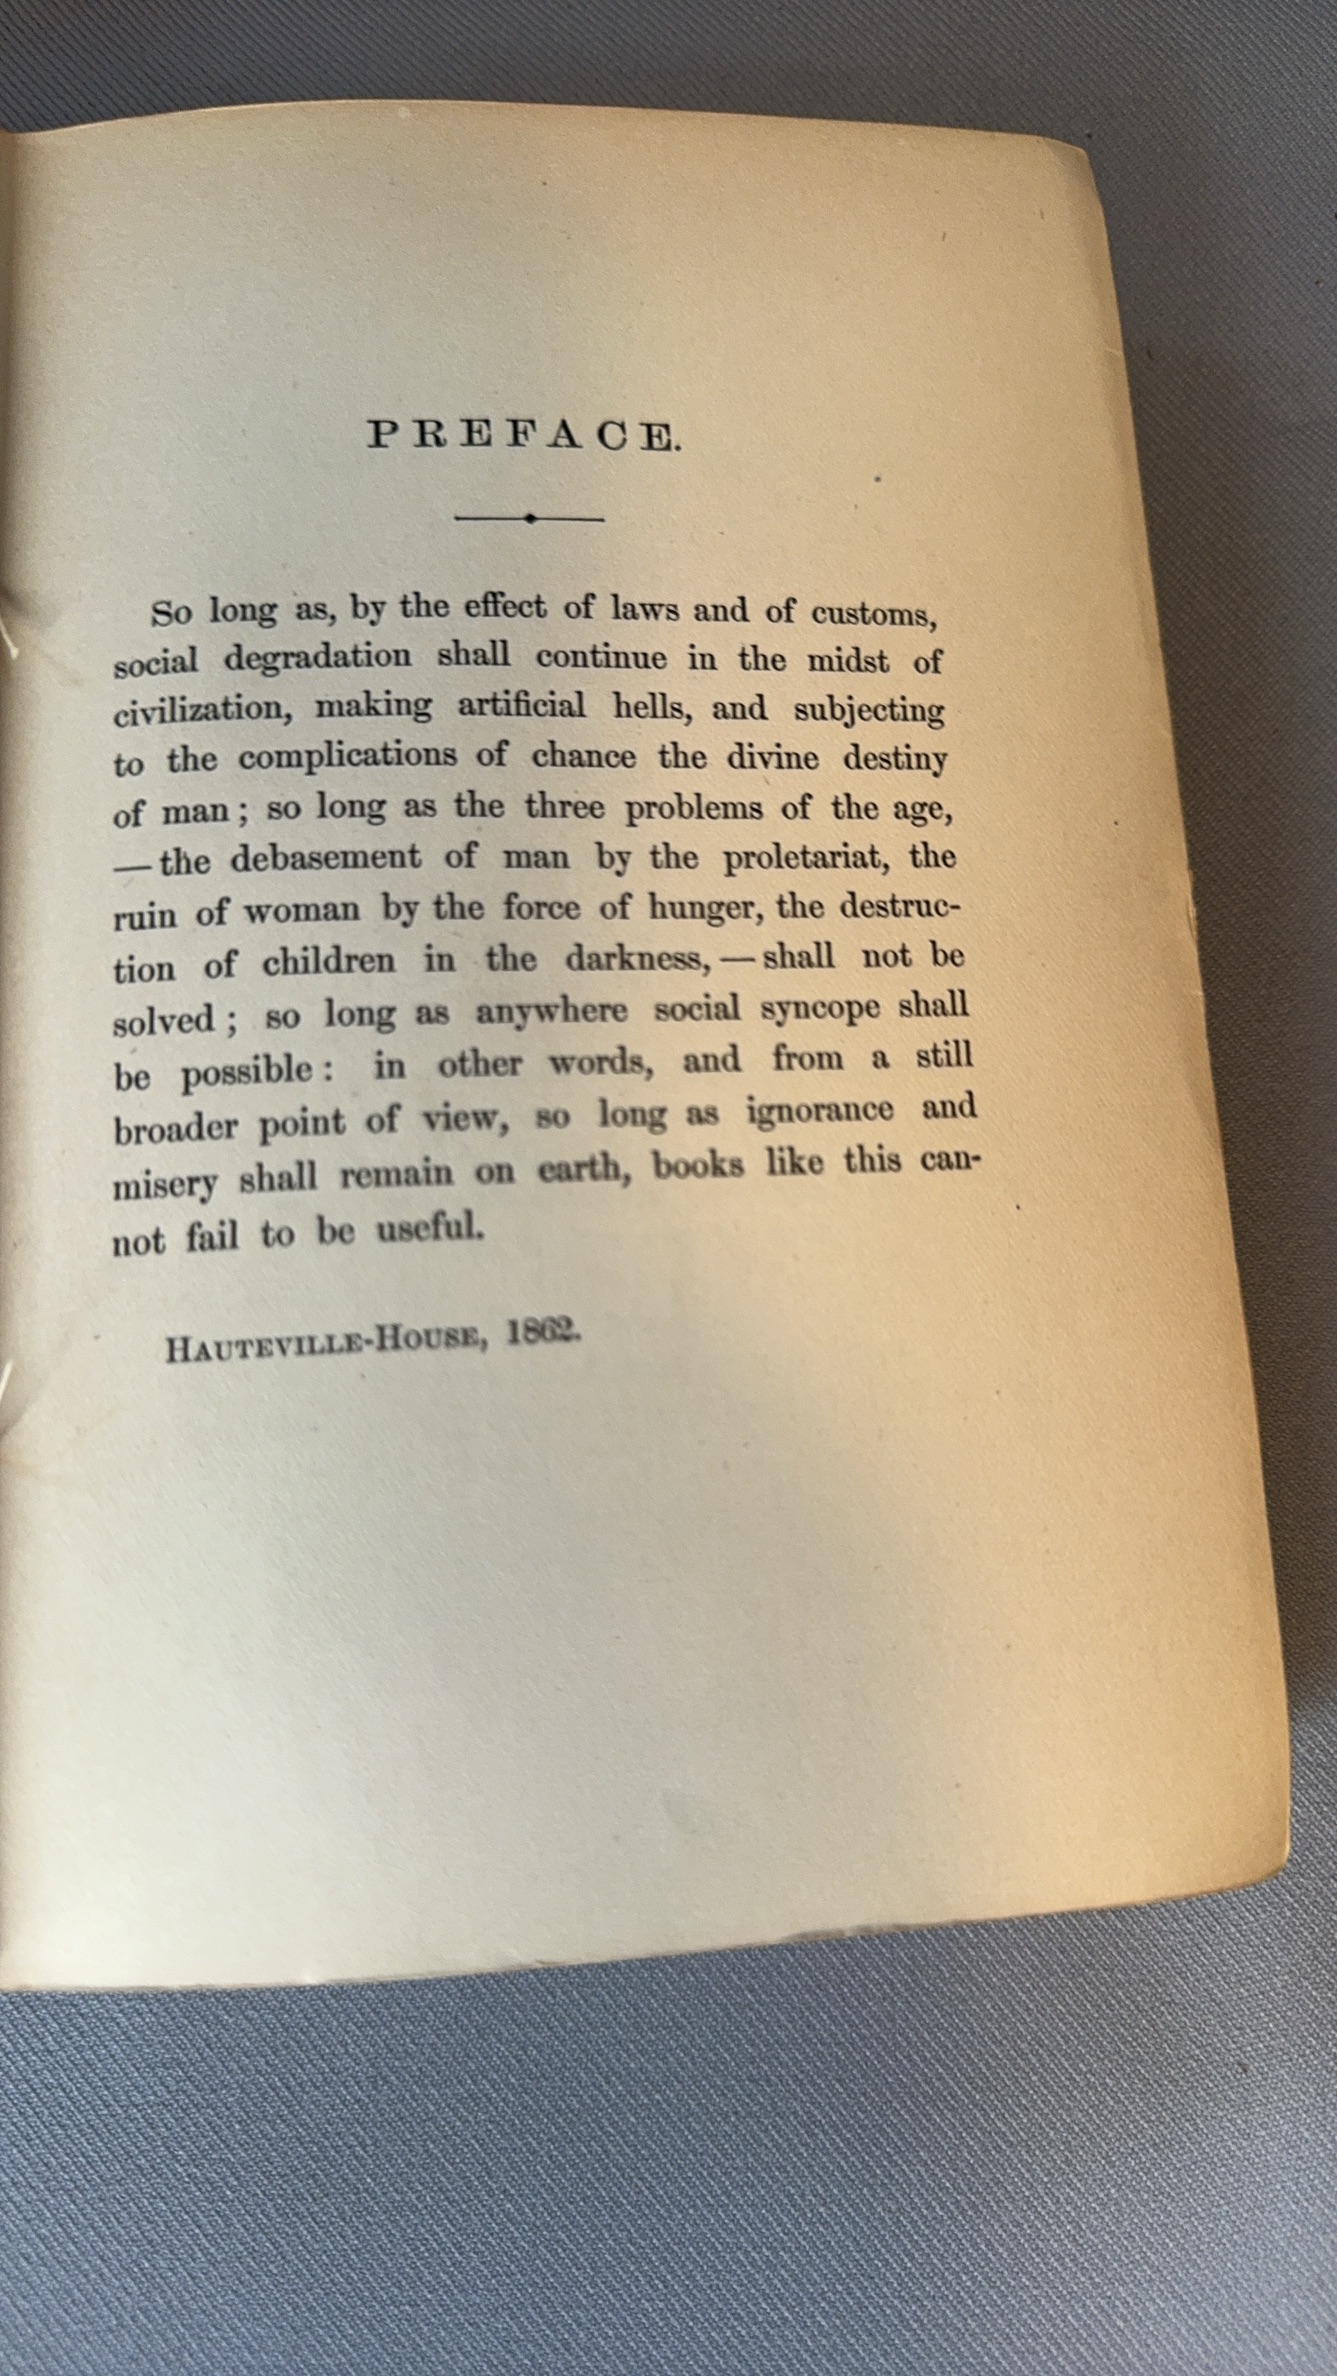 PREFACE.
So long as, by the effect of laws and of customs,
social degradation shall continue in the midst of
civilization, making artificial hells, and subjecting
to the complications of chance the divine destiny
of man; so long as the three problems of the age,
—the debasement of man by the proletariat, the
ruin of woman by the force of hunger, the destruc-
tion of children in the darkness,—shall not be
solved; so long as anywhere social syncope shall
be possible: in other words, and from a still
broader point of view, so long as ignorance and
misery shall remain on earth, books like this can-
not fail to be useful.
HAUTEVILLE-HOUSE, 1862.